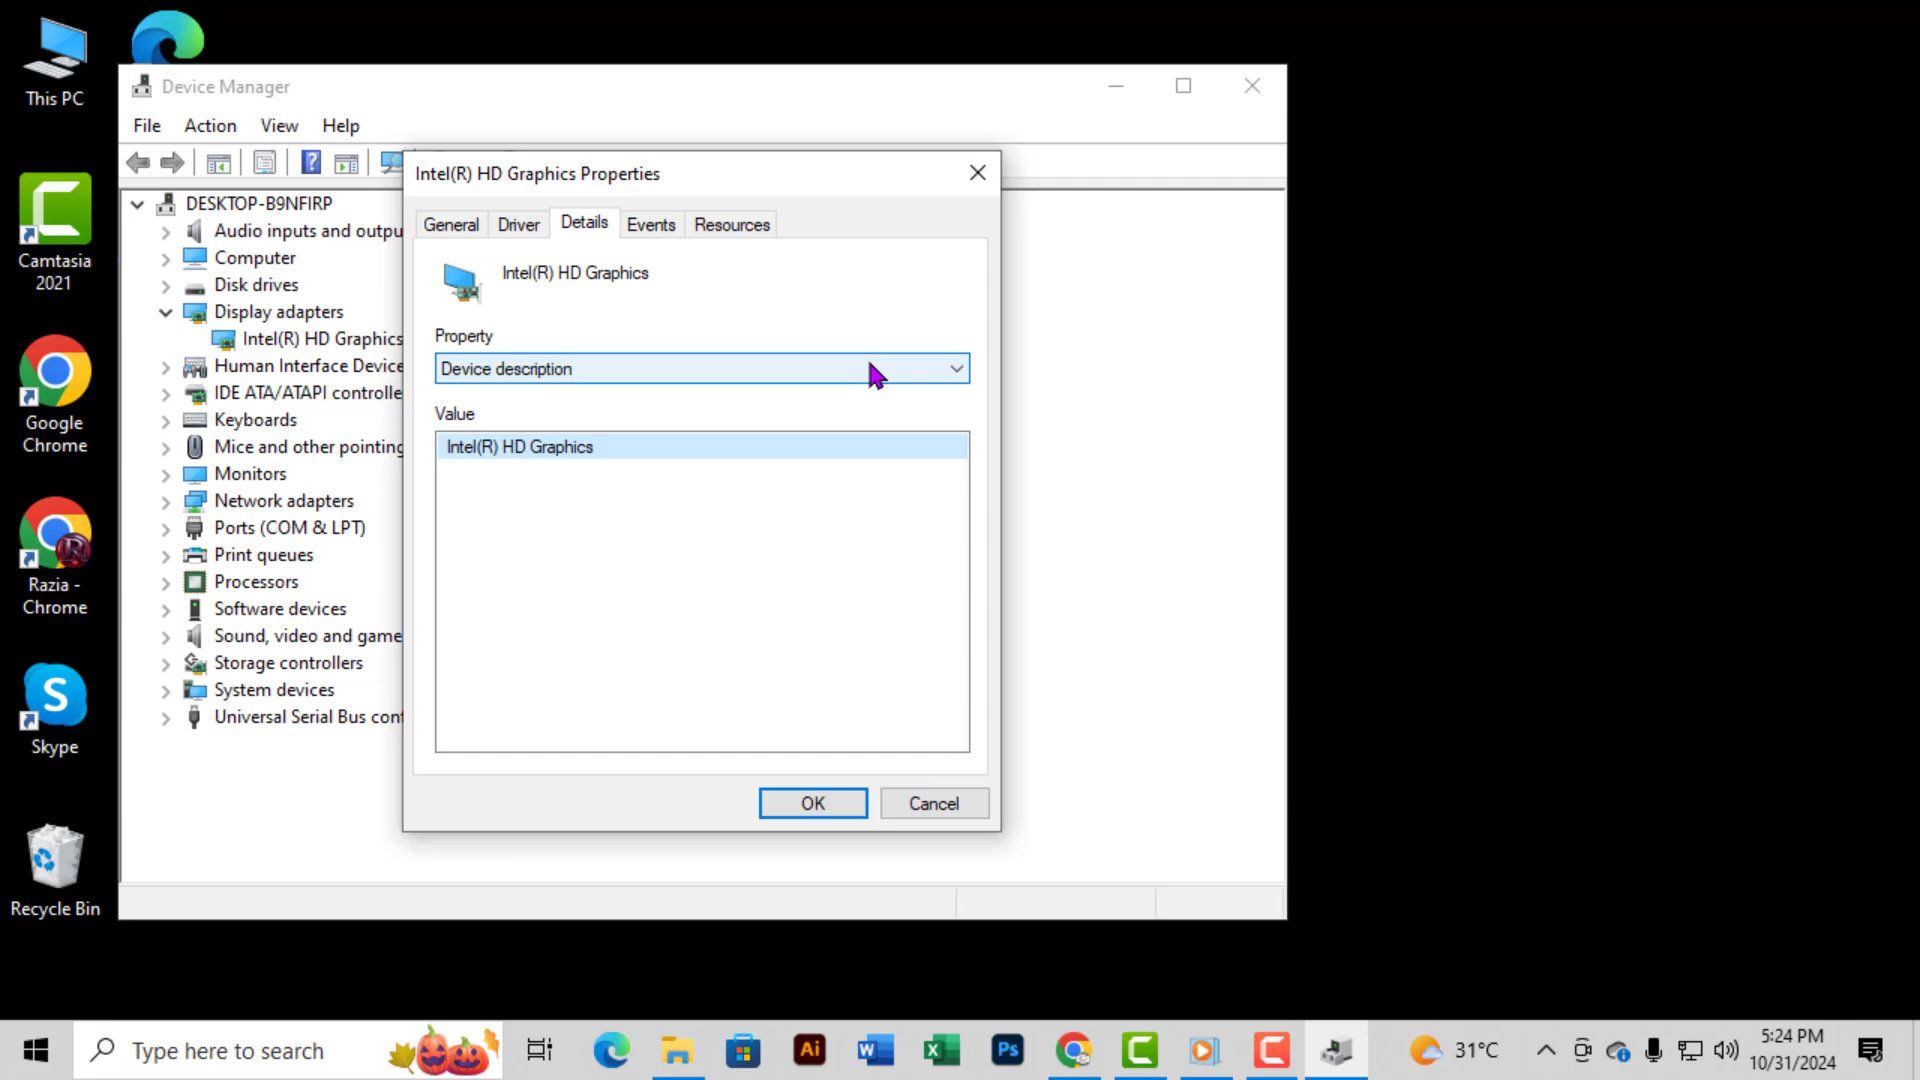 This PC
Camtasia
2021
Google
Chrome
Razia -
Chrome
Skype
Recycle Bin
Device Manager
File Action View Help
DESKTOP-B9NFIRP
Audio inputs and outpu
Computer
Disk drives
Display adapters
Intel(R) HD Graphics
Human Interface Device
IDE ATA/ATAPI controlle
Keyboards
Mice and other pointing
Monitors
Network adapters
Ports (COM & LPT)
Print queues
Processors
Software devices
Sound, video and game
Storage controllers
System devices
Universal Serial Bus cont
Intel(R) HD Graphics Properties
General Driver Details Events Resources
Intel(R) HD Graphics
Property
Device description
Value
Intel(R) HD Graphics
OK Cancel
Type here to search
Ai
W
X
Ps
31°C
5:24 PM
10/31/2024